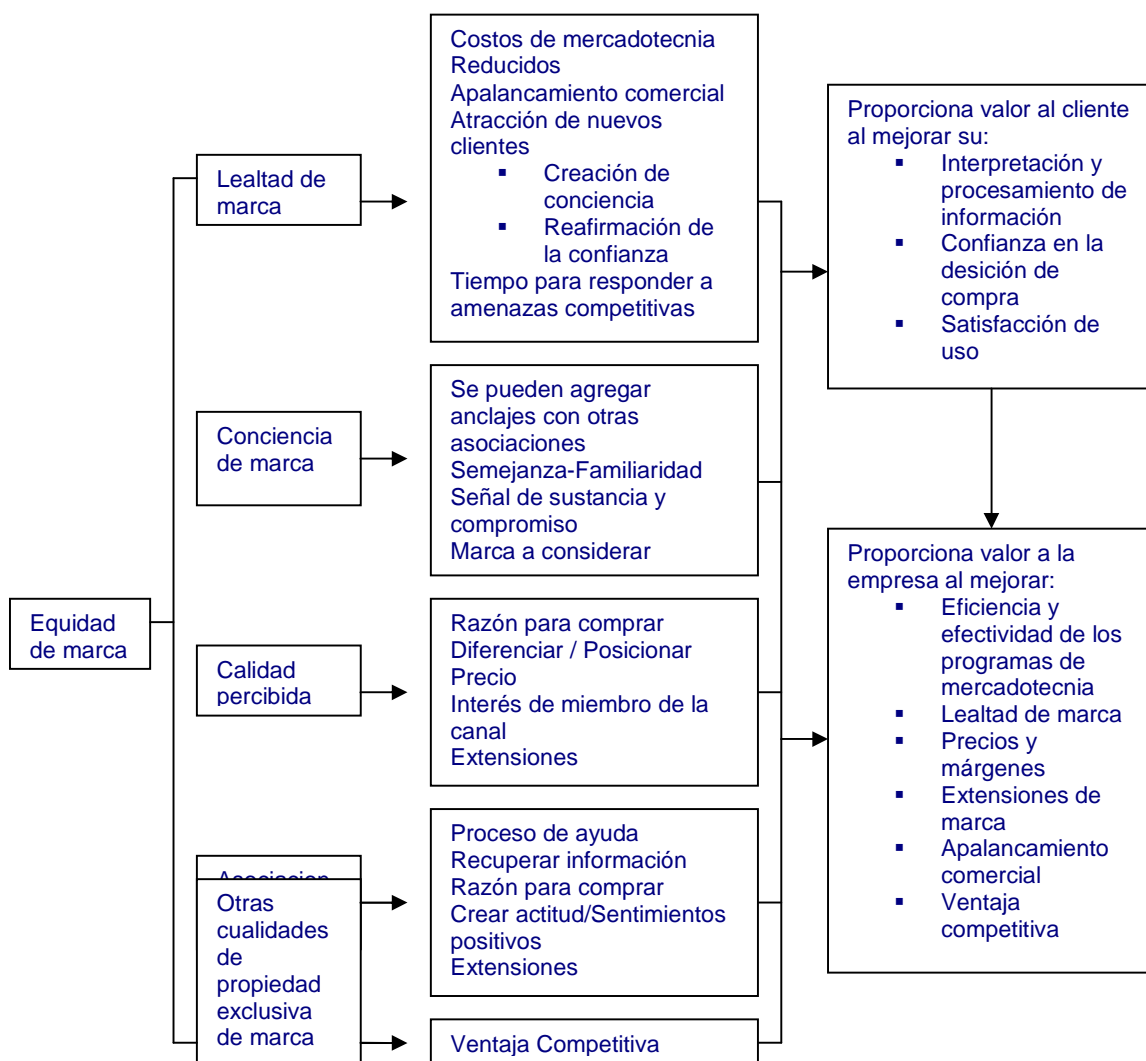 Equidad
de marca
Lealtad de
marca
Costos de mercadotecnia
Reducidos
Apalancamiento comercial
Atracción de nuevos
clientes
▪ Creación de
conciencia
▪ Reafirmación de
la confianza
Tiempo para responder a
amenazas competitivas
Conciencia
de marca
Se pueden agregar
anclajes con otras
asociaciones
Semejanza-Familiaridad
Señal de sustancia y
compromiso
Marca a considerar
Calidad
percibida
Razón para comprar
Diferenciar / Posicionar
Precio
Interés de miembro de la
canal
Extensiones
Asociacion
Proceso de ayuda
Recuperar información
Razón para comprar
Crear actitud/Sentimientos
positivos
Extensiones
Otras
cualidades
de
propiedad
exclusiva
de marca
Ventaja Competitiva
Proporciona valor al cliente
al mejorar su:
▪ Interpretación y
procesamiento de
información
▪ Confianza en la
desición de
compra
▪ Satisfacción de
uso
Proporciona valor a la
empresa al mejorar:
▪ Eficiencia y
efectividad de los
programas de
mercadotecnia
▪ Lealtad de marca
▪ Precios y
márgenes
▪ Extensiones de
marca
▪ Apalancamiento
comercial
▪ Ventaja
competitiva